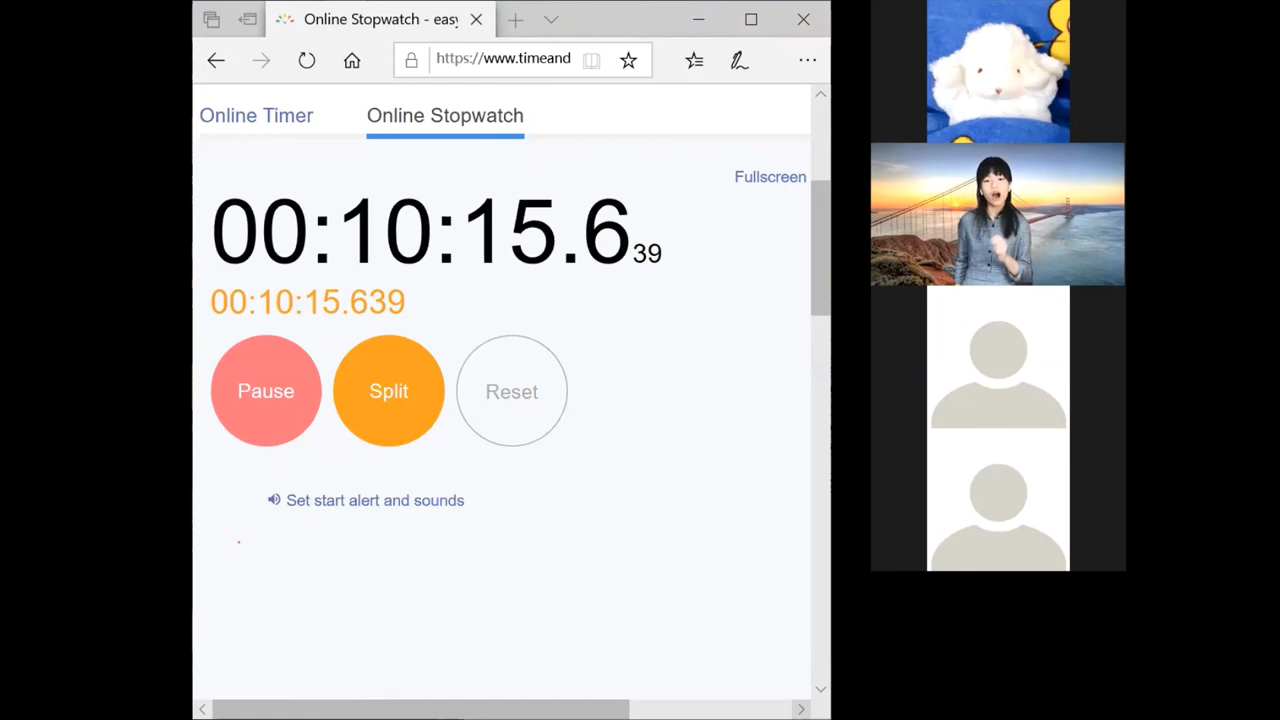 Online Stopwatch - easy
https://www.timeand
Online Timer
Online Stopwatch
Fullscreen
00:10:15.639
00:10:15.639
Pause
Split
Reset
Set start alert and sounds